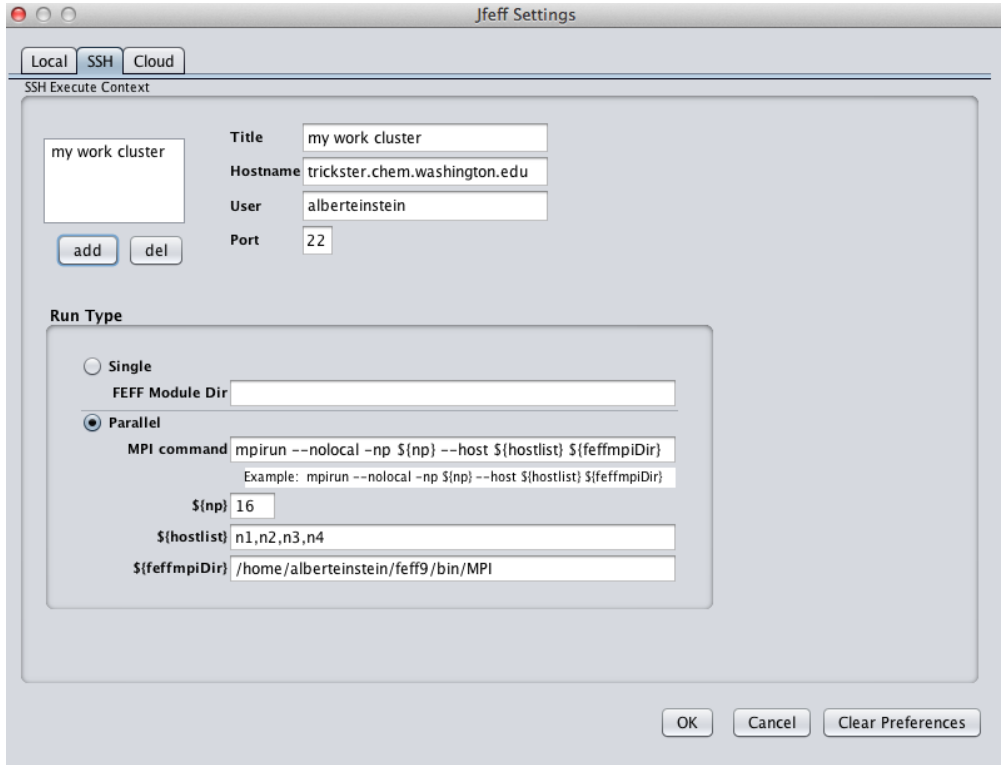 Jfeff Settings
Local SSH Cloud
SSH Execute Context
my work cluster
add del
Title my work cluster
Hostname trickster.chem.washington.edu
User alberteinstein
Port 22
Run Type
Single
FEFF Module Dir
Parallel
MPI command mpirun --nolocal -np ${np} --host ${hostlist} ${feffmpiDir}
Example: mpirun --nolocal -np ${np} --host ${hostlist} ${feffmpiDir}
${np} 16
${hostlist} n1,n2,n3,n4
${feffmpiDir} /home/alberteinstein/feff9/bin/MPI
OK Cancel Clear Preferences